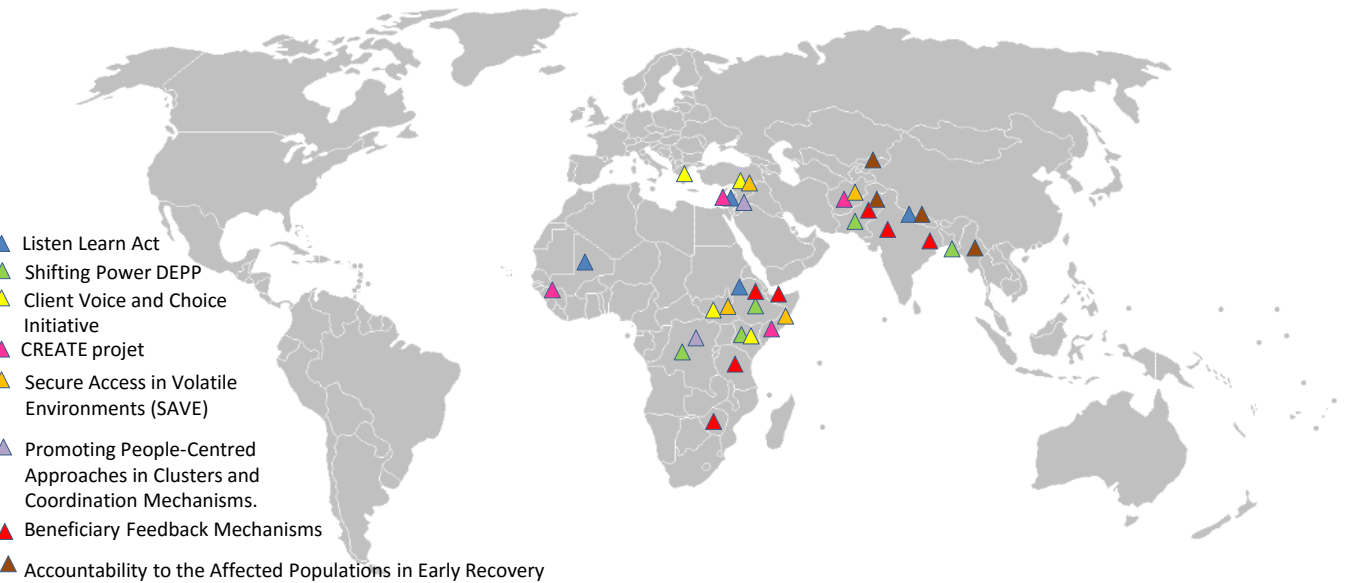 Listen Learn Act
Shifting Power DEPP
Client Voice and Choice
Initiative
CREATE projet
Secure Access in Volatile
Environments (SAVE)
Promoting People-Centred
Approaches in Clusters and
Coordination Mechanisms.
Beneficiary Feedback Mechanisms
Accountability to the Affected Populations in Early Recovery